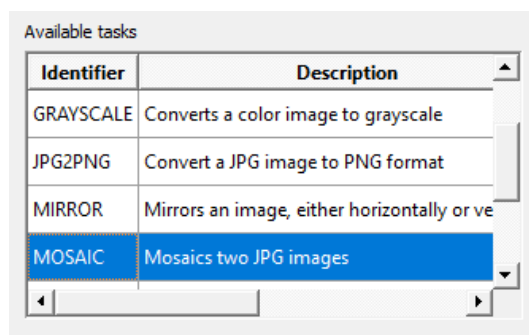 Available tasks
Identifier Description
GRAYSCALE Converts a color image to grayscale
JPG2PNG Convert a JPG image to PNG format
MIRROR Mirrors an image, either horizontally or ve
MOSAIC Mosaics two JPG images